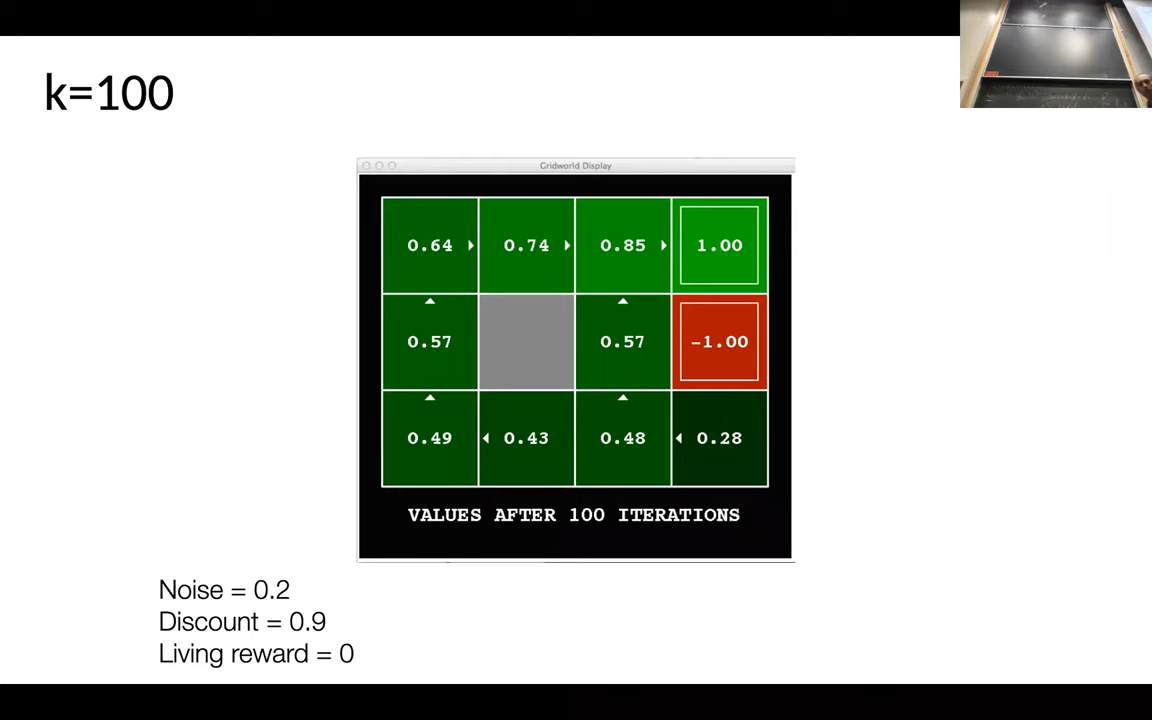 k=100
Gridworld Display
0.64 0.74 0.85 1.00
0.57 0.57 -1.00
0.49 0.43 0.48 0.28
VALUES AFTER 100 ITERATIONS
Noise = 0.2
Discount = 0.9
Living reward = 0